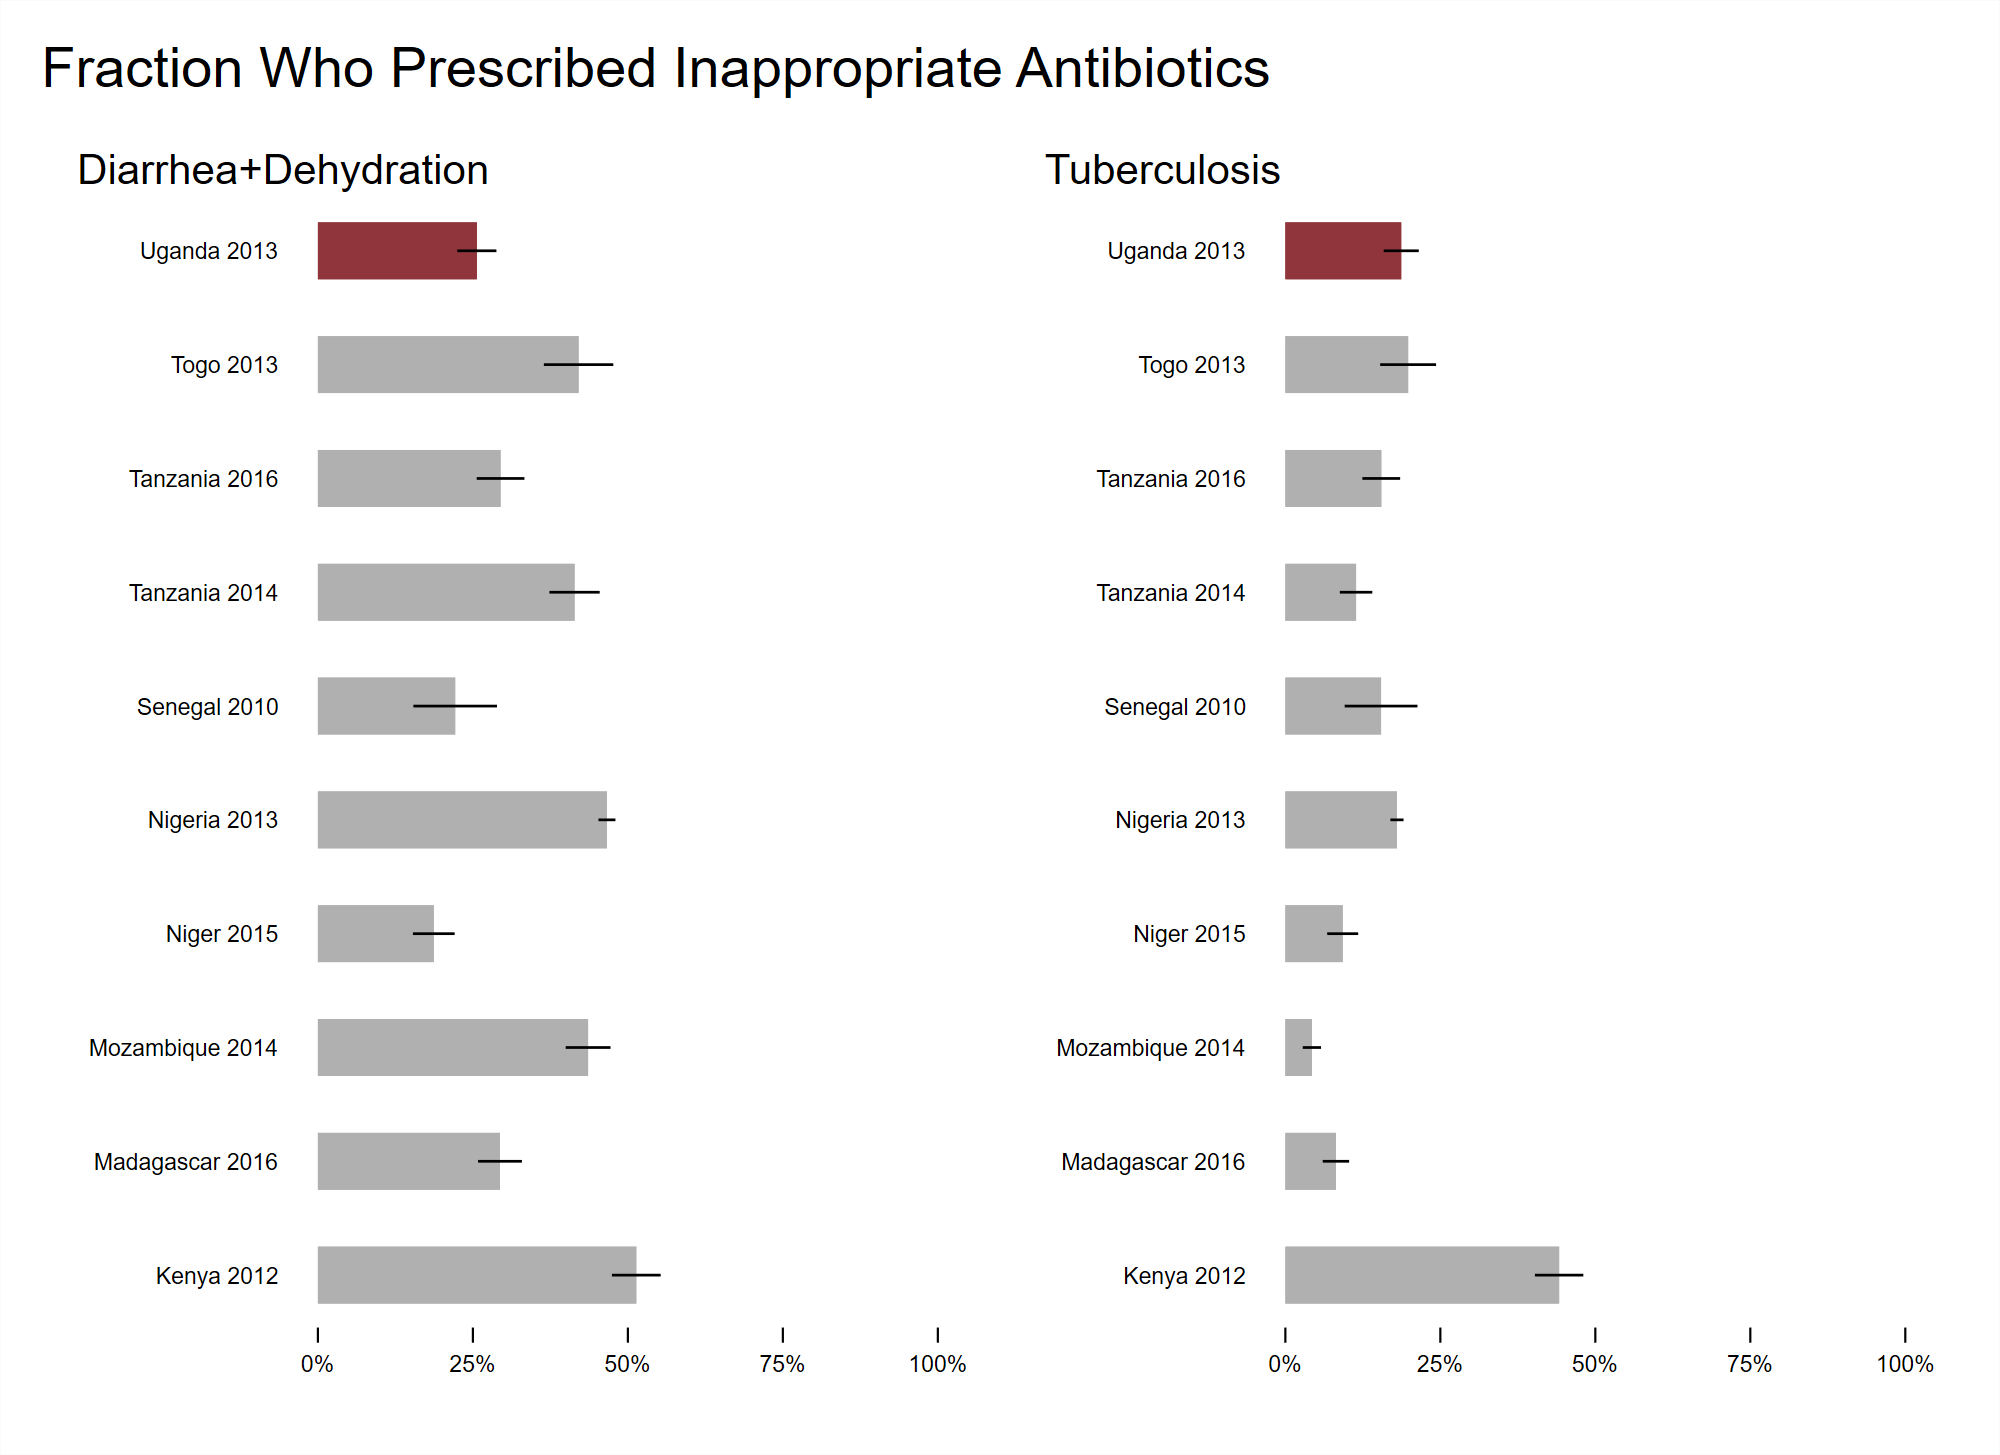 Fraction Who Prescribed Inappropriate Antibiotics
Diarrhea+Dehydration
Uganda 2013
Togo 2013
Tanzania 2016
Tanzania 2014
Senegal 2010
Nigeria 2013
Niger 2015
Mozambique 2014
Madagascar 2016
Kenya 2012
0% 25% 50% 75% 100%
Tuberculosis
Uganda 2013
Togo 2013
Tanzania 2016
Tanzania 2014
Senegal 2010
Nigeria 2013
Niger 2015
Mozambique 2014
Madagascar 2016
Kenya 2012
0% 25% 50% 75% 100%